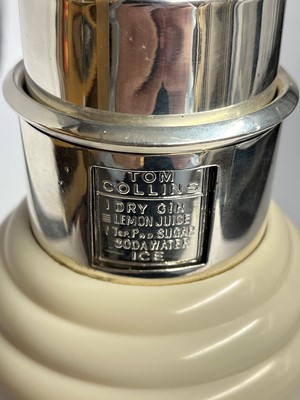 TOM
COLLINS
1 DRY GIN
LEMON JUICE
1 TSP. PWD. SUGAR
SODA WATER
ICE